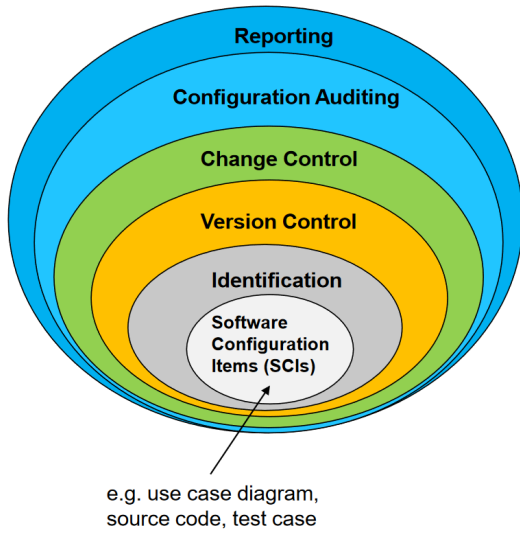 Reporting
Configuration Auditing
Change Control
Version Control
Identification
Software
Configuration
Items (SCIs)
e.g. use case diagram,
source code, test case